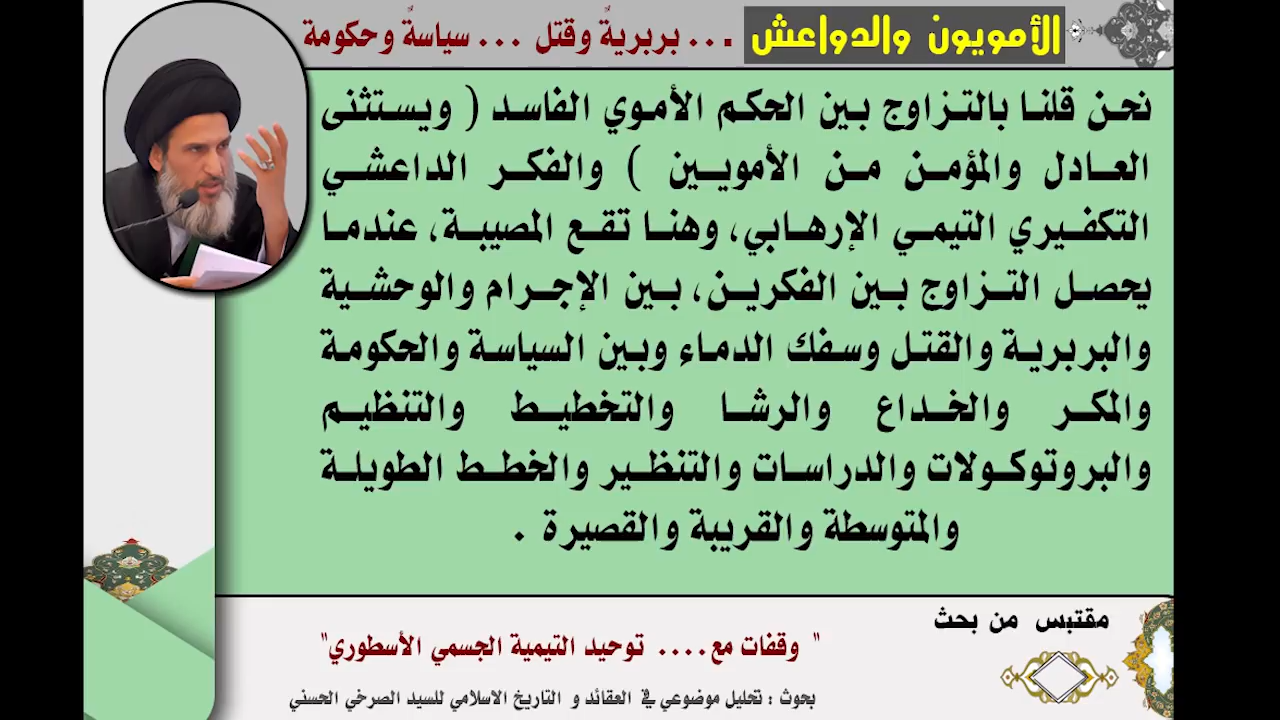 الأمويون والدواعش ... بربريةٌ وقتل ... سياسةٌ وحكومة
نحن قلنا بالتزاوج بين الحكم الأموي الفاسد ( ويستثنى
العادل والمؤمن من الأمويين ) والفكر الداعشي
التكفيري التيمي الإرهابي، وهنا تقع المصيبة، عندما
يحصل التزاوج بين الفكرين، بين الإجرام والوحشية
والبربرية والقتل وسفك الدماء وبين السياسة والحكومة
والمكر والخداع والرشا والتخطيط والتنظيم
والبروتوكولات والدراسات والتنظير والخطط الطويلة
والمتوسطة والقريبة والقصيرة .
مقتبس من بحث
" وقفات مع.... توحيد التيمية الجسمي الأسطوري"
بحوث : تحليل موضوعي في العقائد و التاريخ الاسلامي للسيد الصرخي الحسني